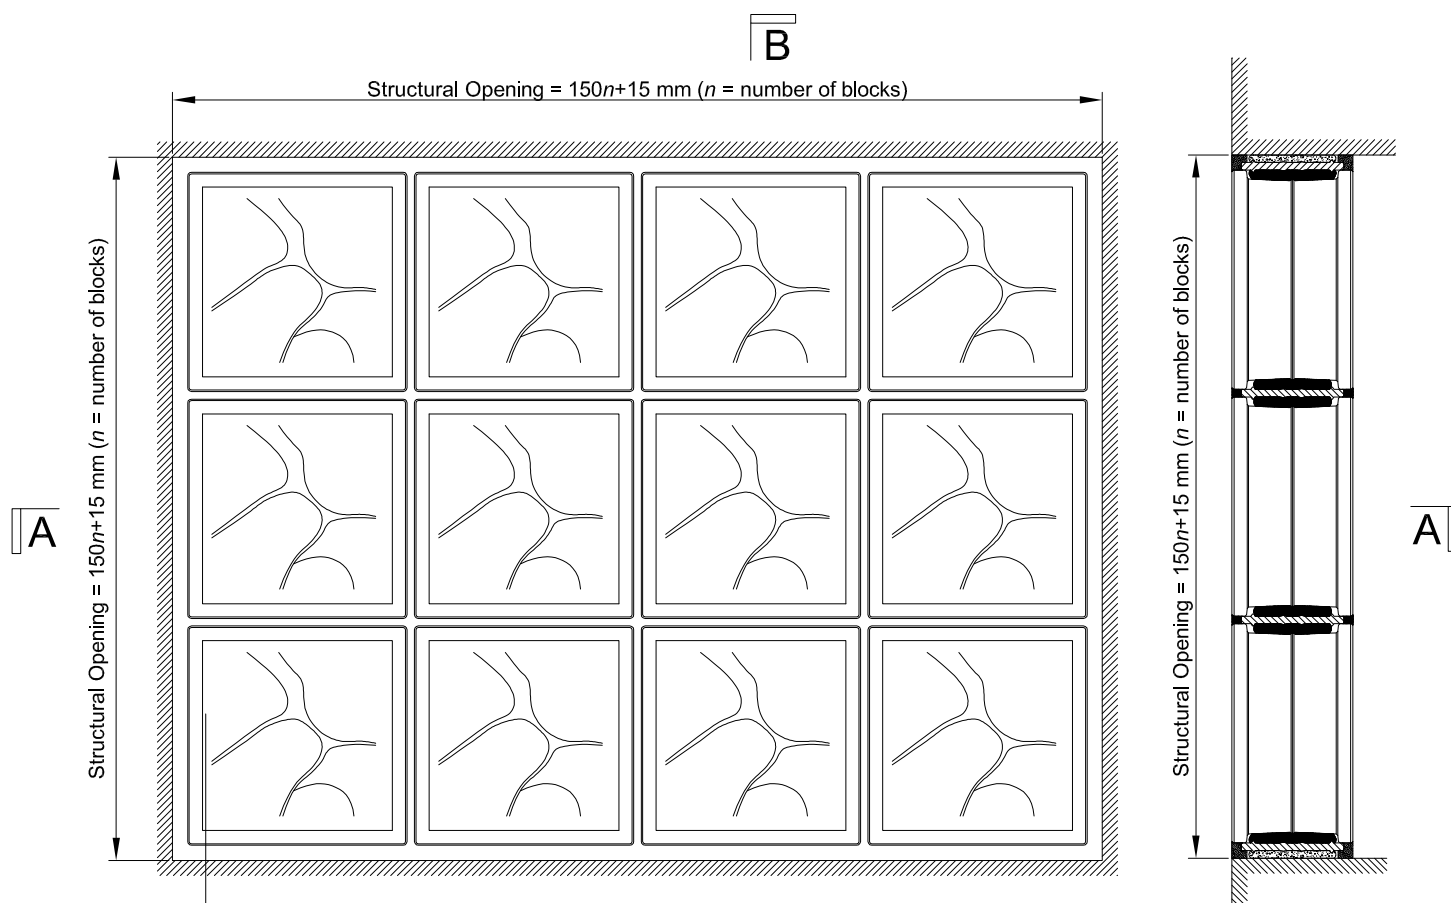 B
Structural Opening = 150n+15 mm (n = number of blocks)
Structural Opening = 150n+15 mm (n = number of blocks)
Structural Opening = 150n+15 mm (n = number of blocks)
A
A